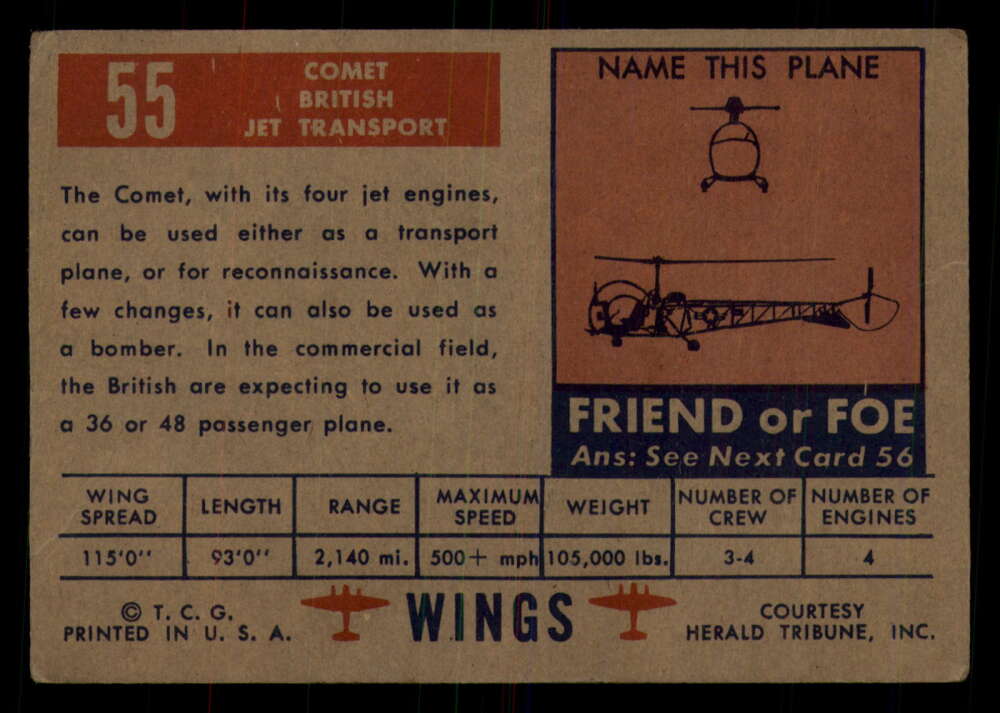 55
COMET
BRITISH
JET TRANSPORT
The Comet, with its four jet engines,
can be used either as a transport
plane, or for reconnaissance. With a
few changes, it can also be used as
a bomber. In the commercial field,
the British are expecting to use it as
a 36 or 48 passenger plane.
NAME THIS PLANE
FRIEND or FOE
Ans: See Next Card 56
WING SPREAD LENGTH RANGE MAXIMUM SPEED WEIGHT NUMBER OF CREW NUMBER OF ENGINES
115'0" 93'0" 2,140 mi. 500+ mph 105,000 lbs. 3-4 4
© T. C. G.
PRINTED IN U. S. A.
WINGS
COURTESY
HERALD TRIBUNE, INC.